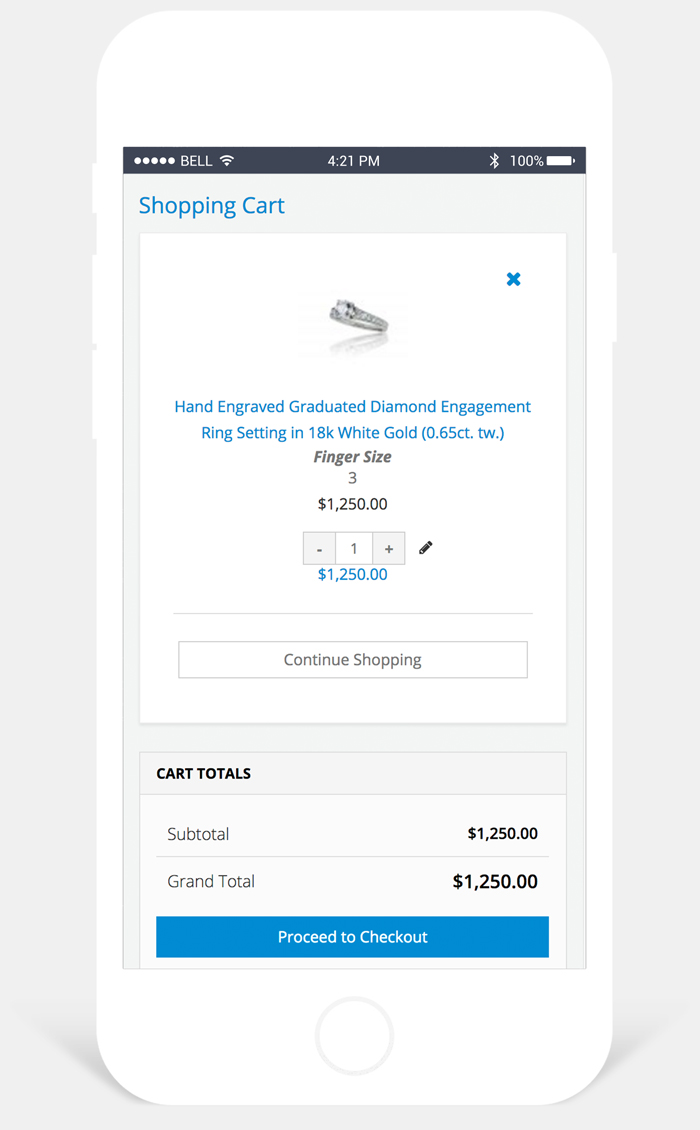 BELL 4:21 PM 100%
Shopping Cart
Hand Engraved Graduated Diamond Engagement
Ring Setting in 18k White Gold (0.65ct. tw.)
Finger Size
3
$1,250.00
- 1 +
$1,250.00
Continue Shopping
CART TOTALS
Subtotal $1,250.00
Grand Total $1,250.00
Proceed to Checkout